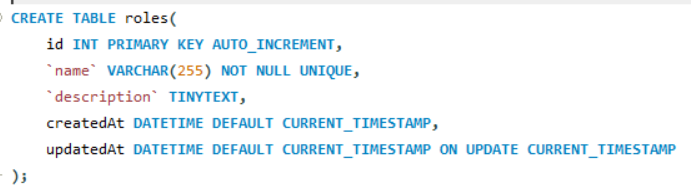 CREATE TABLE roles(
    id INT PRIMARY KEY AUTO_INCREMENT,
    `name` VARCHAR(255) NOT NULL UNIQUE,
    `description` TINYTEXT,
    createdAt DATETIME DEFAULT CURRENT_TIMESTAMP,
    updatedAt DATETIME DEFAULT CURRENT_TIMESTAMP ON UPDATE CURRENT_TIMESTAMP
);